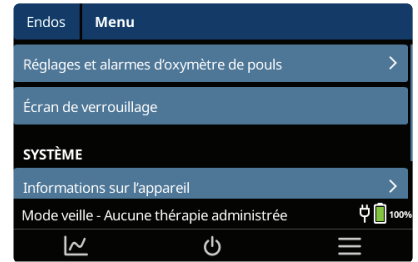 Endos Menu
Réglages et alarmes d’oxymètre de pouls
Écran de verrouillage
SYSTÈME
Informations sur l’appareil
Mode veille - Aucune thérapie administrée 100%